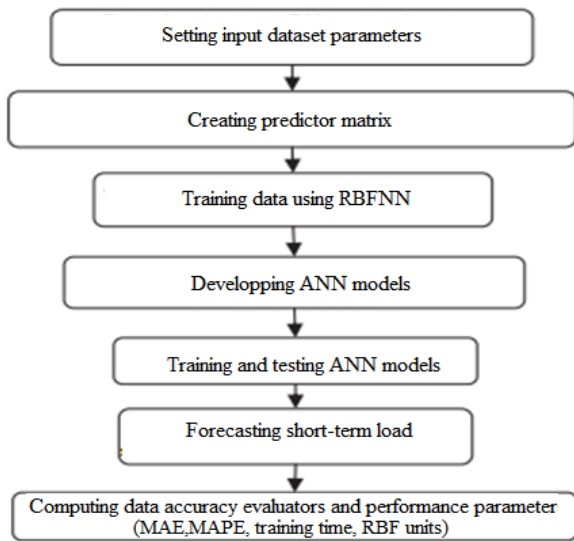 Setting input dataset parameters
Creating predictor matrix
Training data using RBFNN
Developping ANN models
Training and testing ANN models
Forecasting short-term load
Computing data accuracy evaluators and performance parameter
(MAE,MAPE, training time, RBF units)